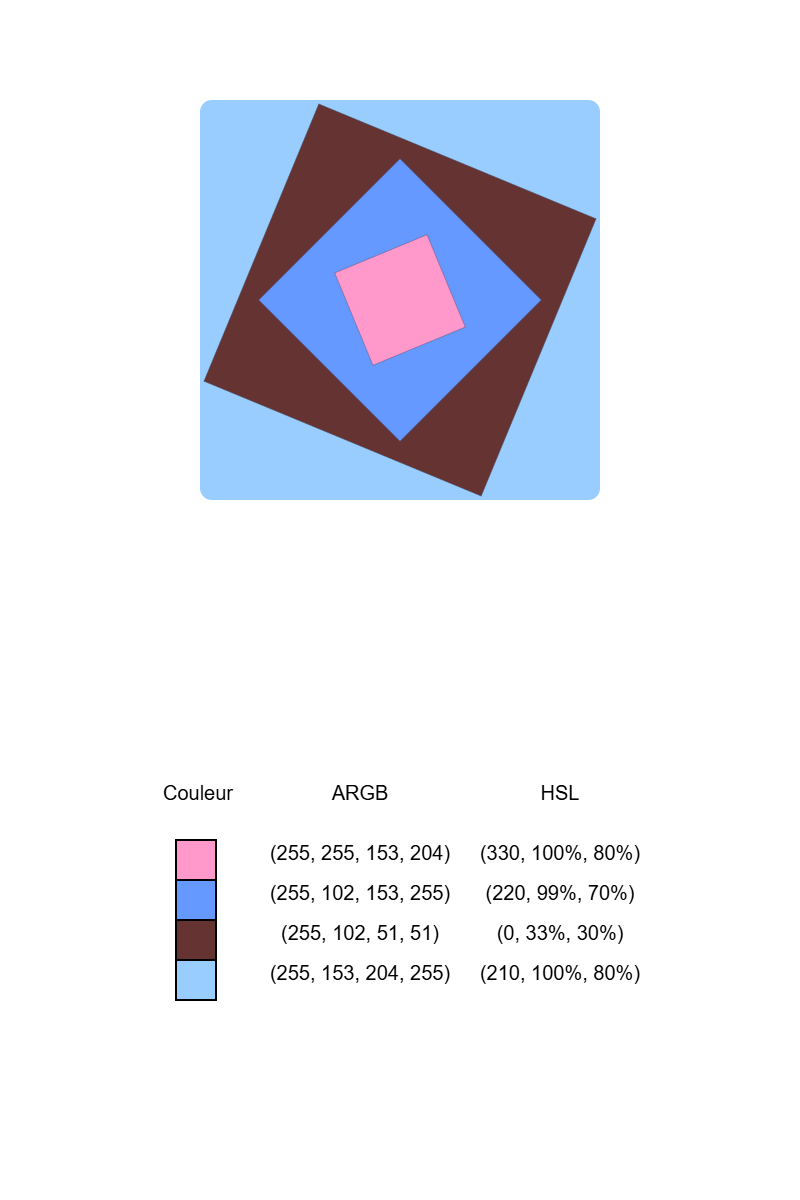 Couleur ARGB HSL
(255, 255, 153, 204) (330, 100%, 80%)
(255, 102, 153, 255) (220, 99%, 70%)
(255, 102, 51, 51) (0, 33%, 30%)
(255, 153, 204, 255) (210, 100%, 80%)